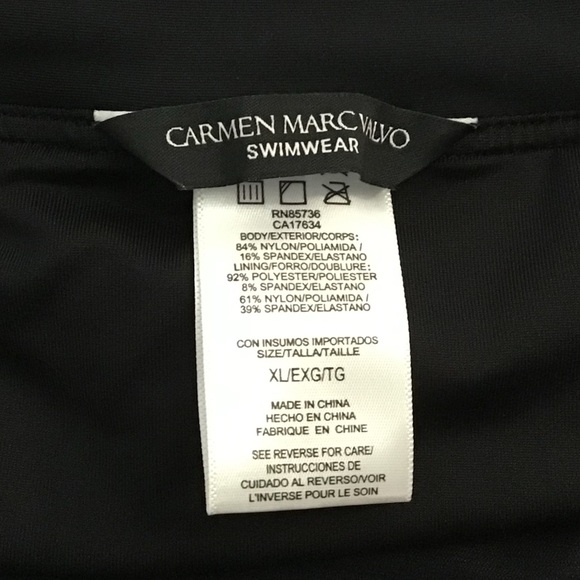 CARMEN MARC VALVO
SWIMWEAR
RN85736
CA17634
BODY/EXTERIOR/CORPS:
84% NYLON/POLIAMIDA /
16% SPANDEX/ELASTANO
LINING/FORRO/DOUBLURE:
92% POLYESTER/POLIESTER
8% SPANDEX/ELASTANO
61% NYLON/POLIAMIDA /
39% SPANDEX/ELASTANO
CON INSUMOS IMPORTADOS
SIZE/TALLA/TAILLE
XL/EXG/TG
MADE IN CHINA
HECHO EN CHINA
FABRIQUE EN CHINE
SEE REVERSE FOR CARE/
INSTRUCCIONES DE
CUIDADO AL REVERSO/VOIR
L'INVERSE POUR LE SOIN